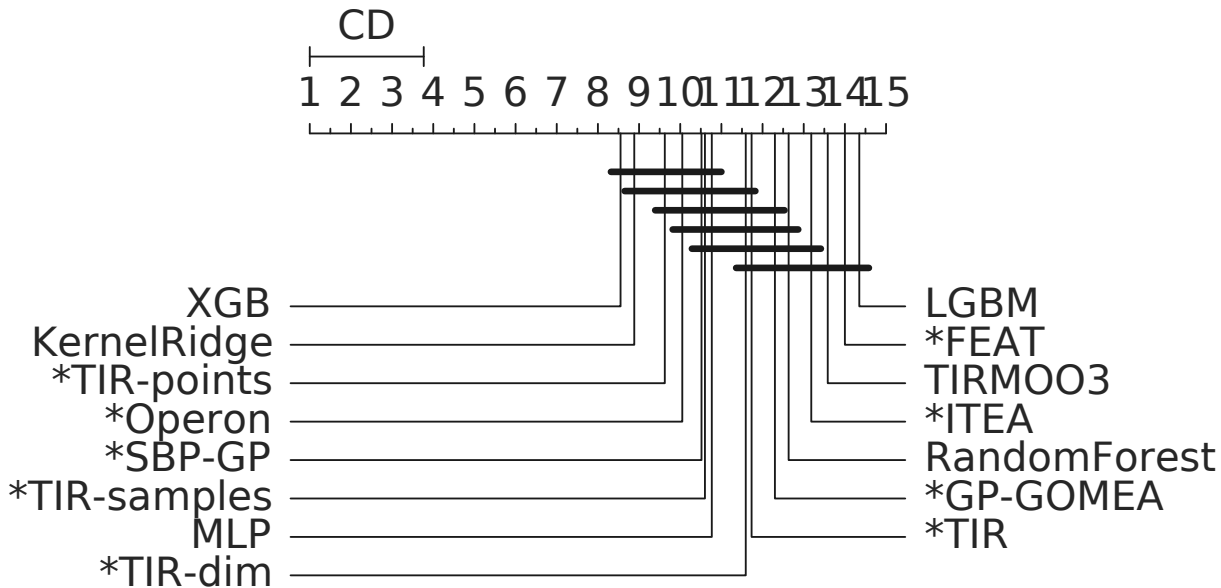 CD
1 2 3 4 5 6 7 8 9 10 11 12 13 14 15
XGB
KernelRidge
*TIR-points
*Operon
*SBP-GP
*TIR-samples
MLP
*TIR-dim
LGBM
*FEAT
TIRMOO3
*ITEA
RandomForest
*GP-GOMEA
*TIR